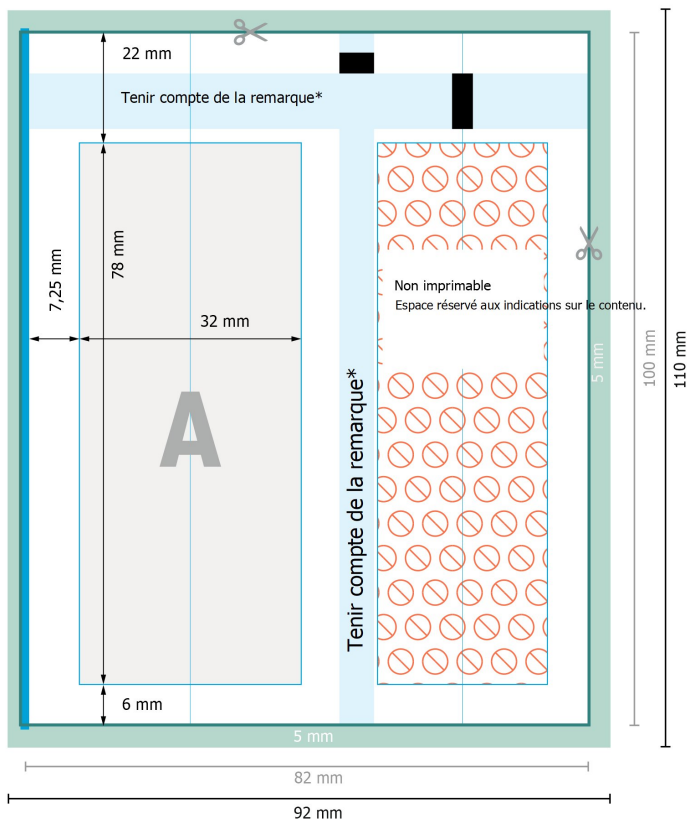 22 mm
Tenir compte de la remarque*
7,25 mm
78 mm
32 mm
A
6 mm
Tenir compte de la remarque*
Non imprimable
Espace réservé aux indications sur le contenu.
5 mm
100 mm
110 mm
5 mm
82 mm
92 mm